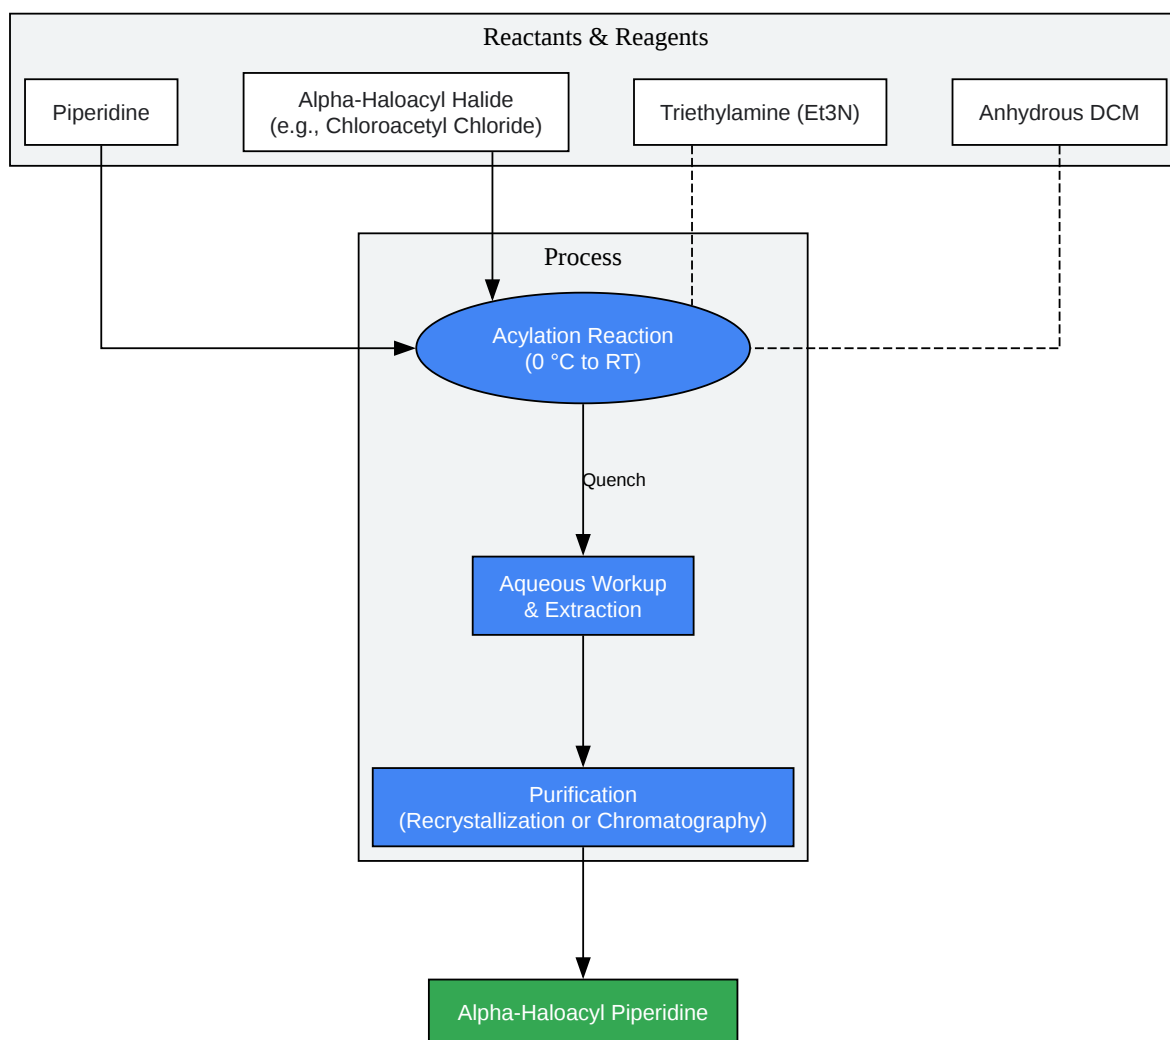 Reactants & Reagents
Piperidine
Alpha-Haloacyl Halide
(e.g., Chloroacetyl Chloride)
Triethylamine (Et3N)
Anhydrous DCM
Process
Acylation Reaction
(0 °C to RT)
Quench
Aqueous Workup
& Extraction
Purification
(Recrystallization or Chromatography)
Alpha-Haloacyl Piperidine